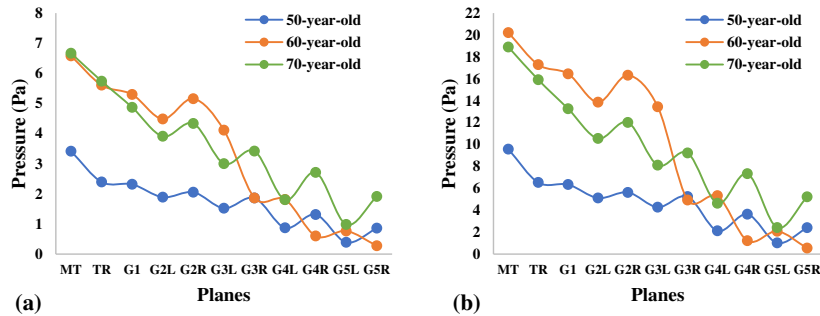 8
7
6
5
4
3
2
1
0
Pressure (Pa)
50-year-old
60-year-old
70-year-old
MT TR G1 G2L G2R G3L G3R G4L G4R G5L G5R
Planes
(a)
22
20
18
16
14
12
10
8
6
4
2
0
Pressure (Pa)
50-year-old
60-year-old
70-year-old
MT TR G1 G2L G2R G3L G3R G4L G4R G5L G5R
Planes
(b)